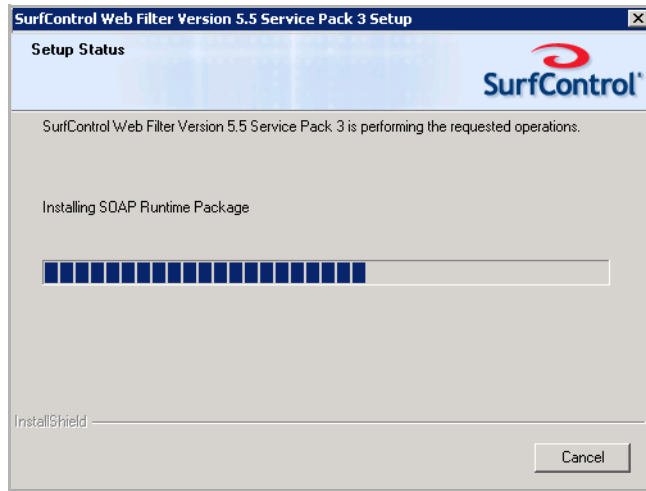 SurfControl Web Filter Version 5.5 Service Pack 3 Setup
Setup Status
SurfControl
SurfControl Web Filter Version 5.5 Service Pack 3 is performing the requested operations.
Installing SOAP Runtime Package
InstallShield
Cancel